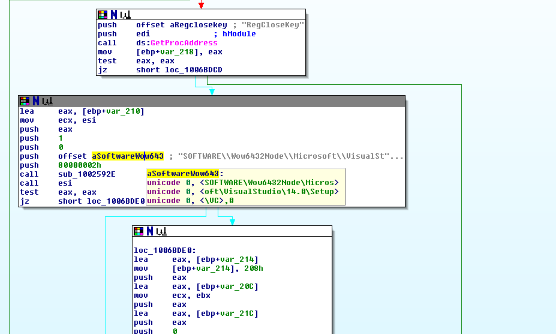 push offset aRegclosekey ; "RegCloseKey"
push edi ; hModule
call ds:GetProcAddress
mov [ebp+var_218], eax
test eax, eax
jz short loc_1006BDCD
lea eax, [ebp+var_210]
mov ecx, esi
push eax
push 1
push 0
push offset aSoftwareWow643 ; "SOFTWARE\\Wow6432Node\\Microsoft\\VisualSt"...
push 80000002h
call sub_1002592E
call esi
test eax, eax
jz short loc_1006BDE0
aSoftwareWow643:
unicode 0, <SOFTWARE\Wow6432Node\Micros>
unicode 0, <oft\VisualStudio\14.0\Setup>
unicode 0, <\VC>,0
loc_1006BDE0:
lea eax, [ebp+var_214]
mov [ebp+var_214], 208h
push eax
lea eax, [ebp+var_20C]
mov ecx, ebx
push eax
lea eax, [ebp+var_21C]
push eax
push 0